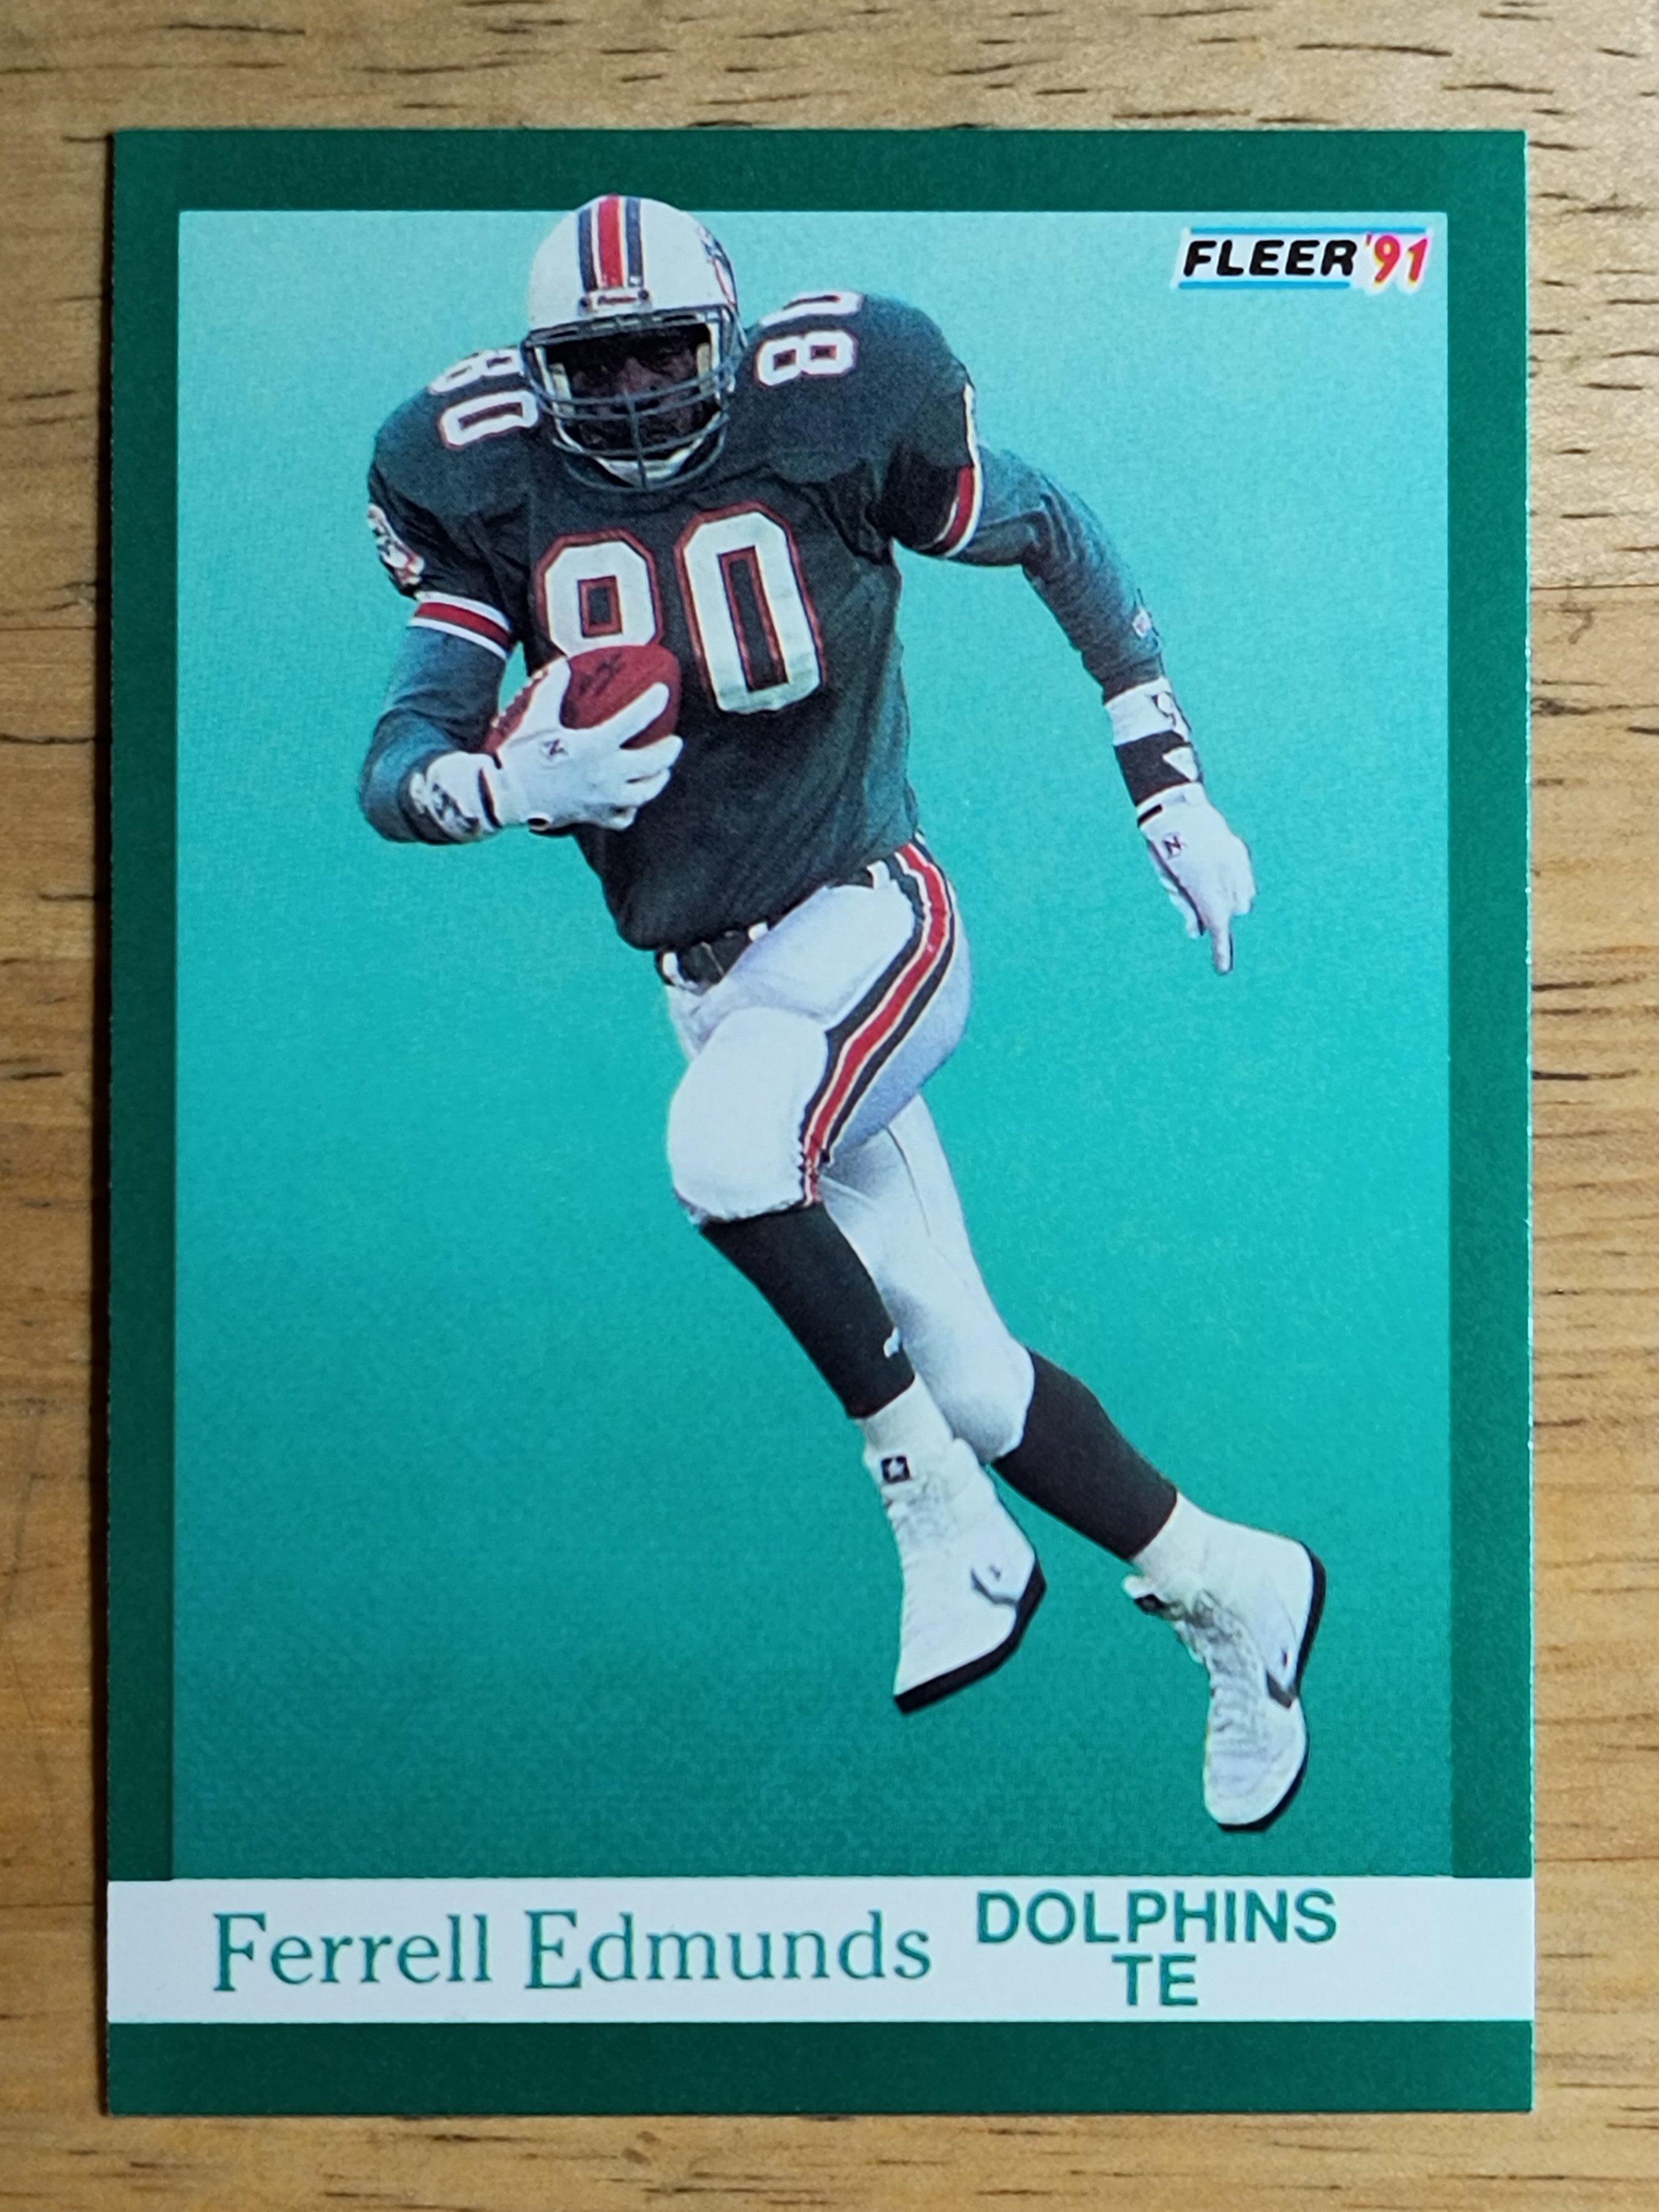 FLEER '91
80
80
80
N
N
Ferrell Edmunds
DOLPHINS
TE